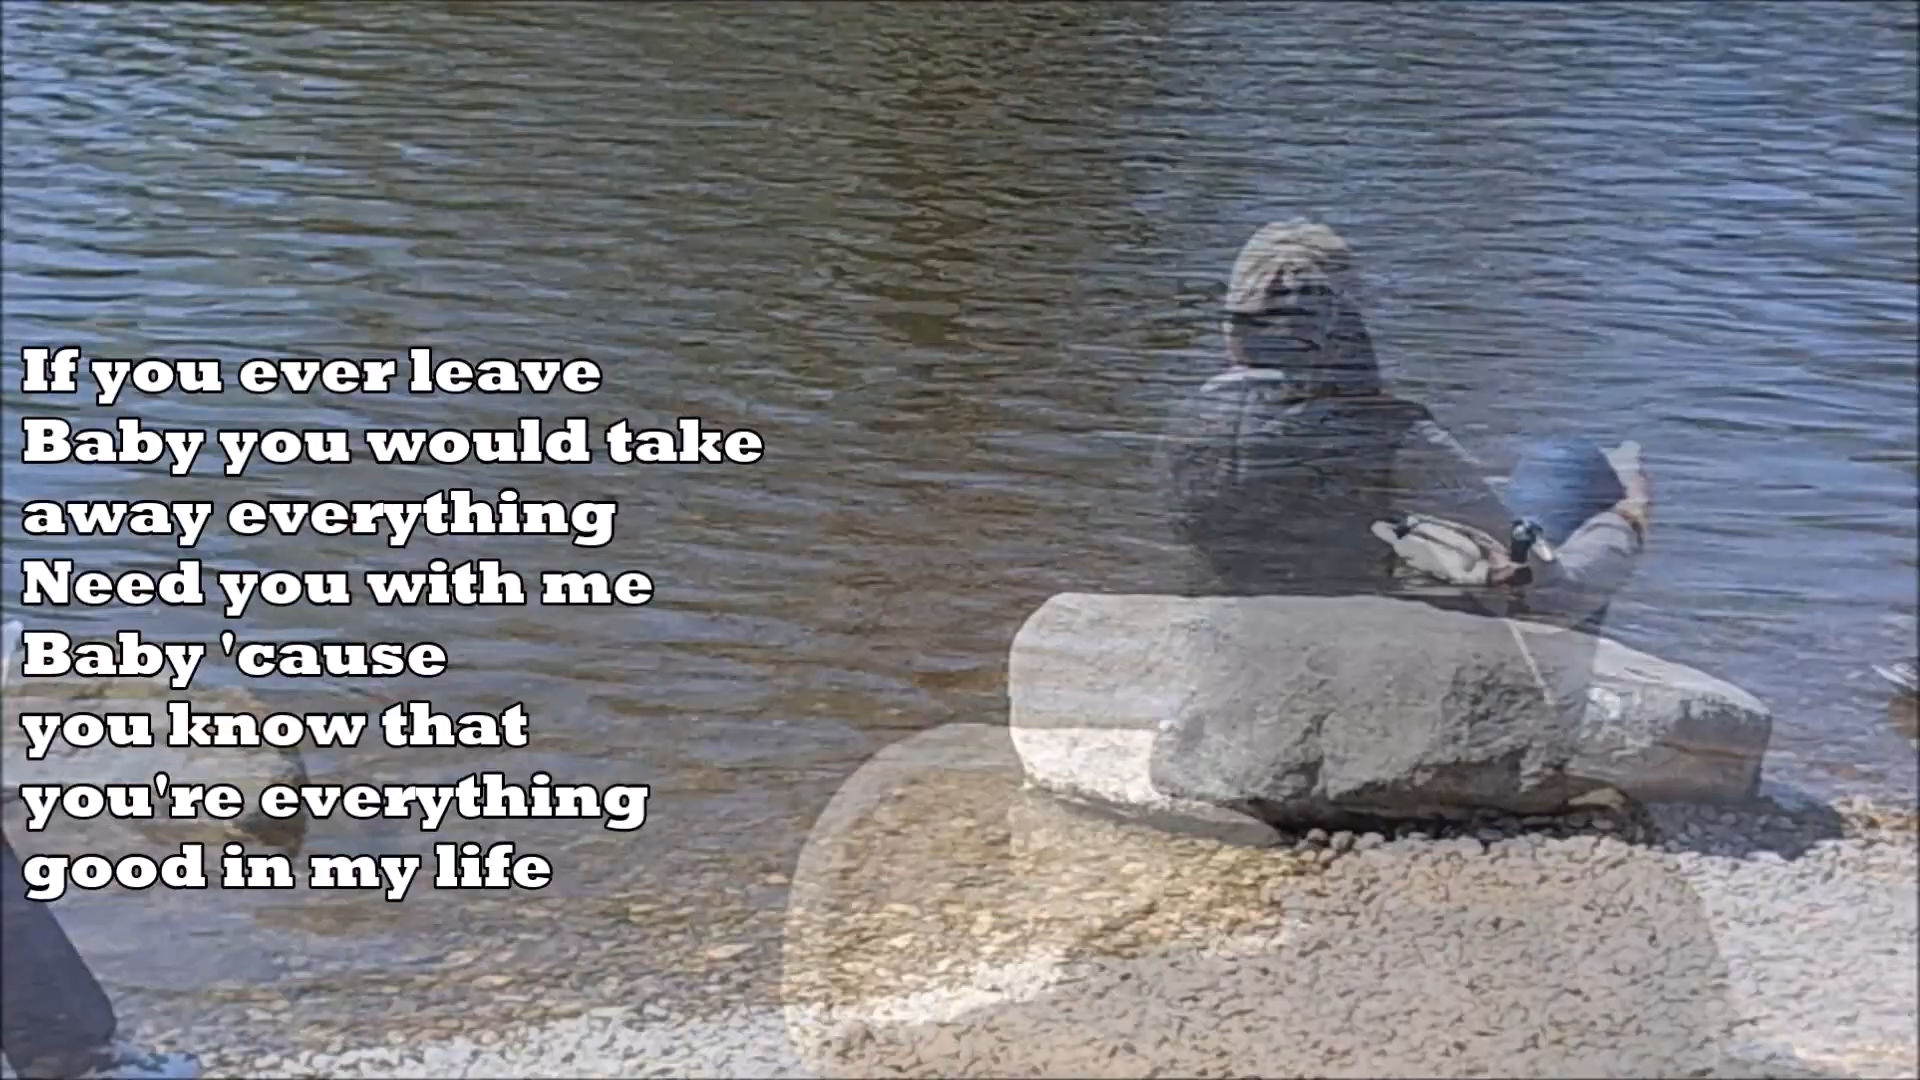 If you ever leave
Baby you would take
away everything
Need you with me
Baby 'cause
you know that
you're everything
good in my life